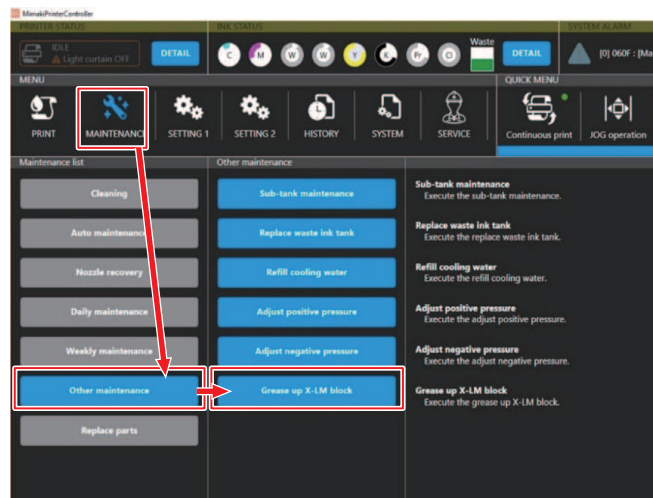 MimakiPrinterController
PRINTER STATUS
INK STATUS
SYSTEM ALARM
IDLE
Light curtain OFF
DETAIL
C M W W Y K Pr Cl
Waste
DETAIL
[0] 060F : [Ma
MENU
QUICK MENU
PRINT
MAINTENANCE
SETTING 1
SETTING 2
HISTORY
SYSTEM
SERVICE
Continuous print
JOG operation
Maintenance list
Other maintenance
Cleaning
Auto maintenance
Nozzle recovery
Daily maintenance
Weekly maintenance
Other maintenance
Replace parts
Sub-tank maintenance
Replace waste ink tank
Refill cooling water
Adjust positive pressure
Adjust negative pressure
Grease up X-LM block
Sub-tank maintenance
Execute the sub-tank maintenance.
Replace waste ink tank
Execute the replace waste ink tank.
Refill cooling water
Execute the refill cooling water.
Adjust positive pressure
Execute the adjust positive pressure.
Adjust negative pressure
Execute the adjust negative pressure.
Grease up X-LM block
Execute the grease up X-LM block.